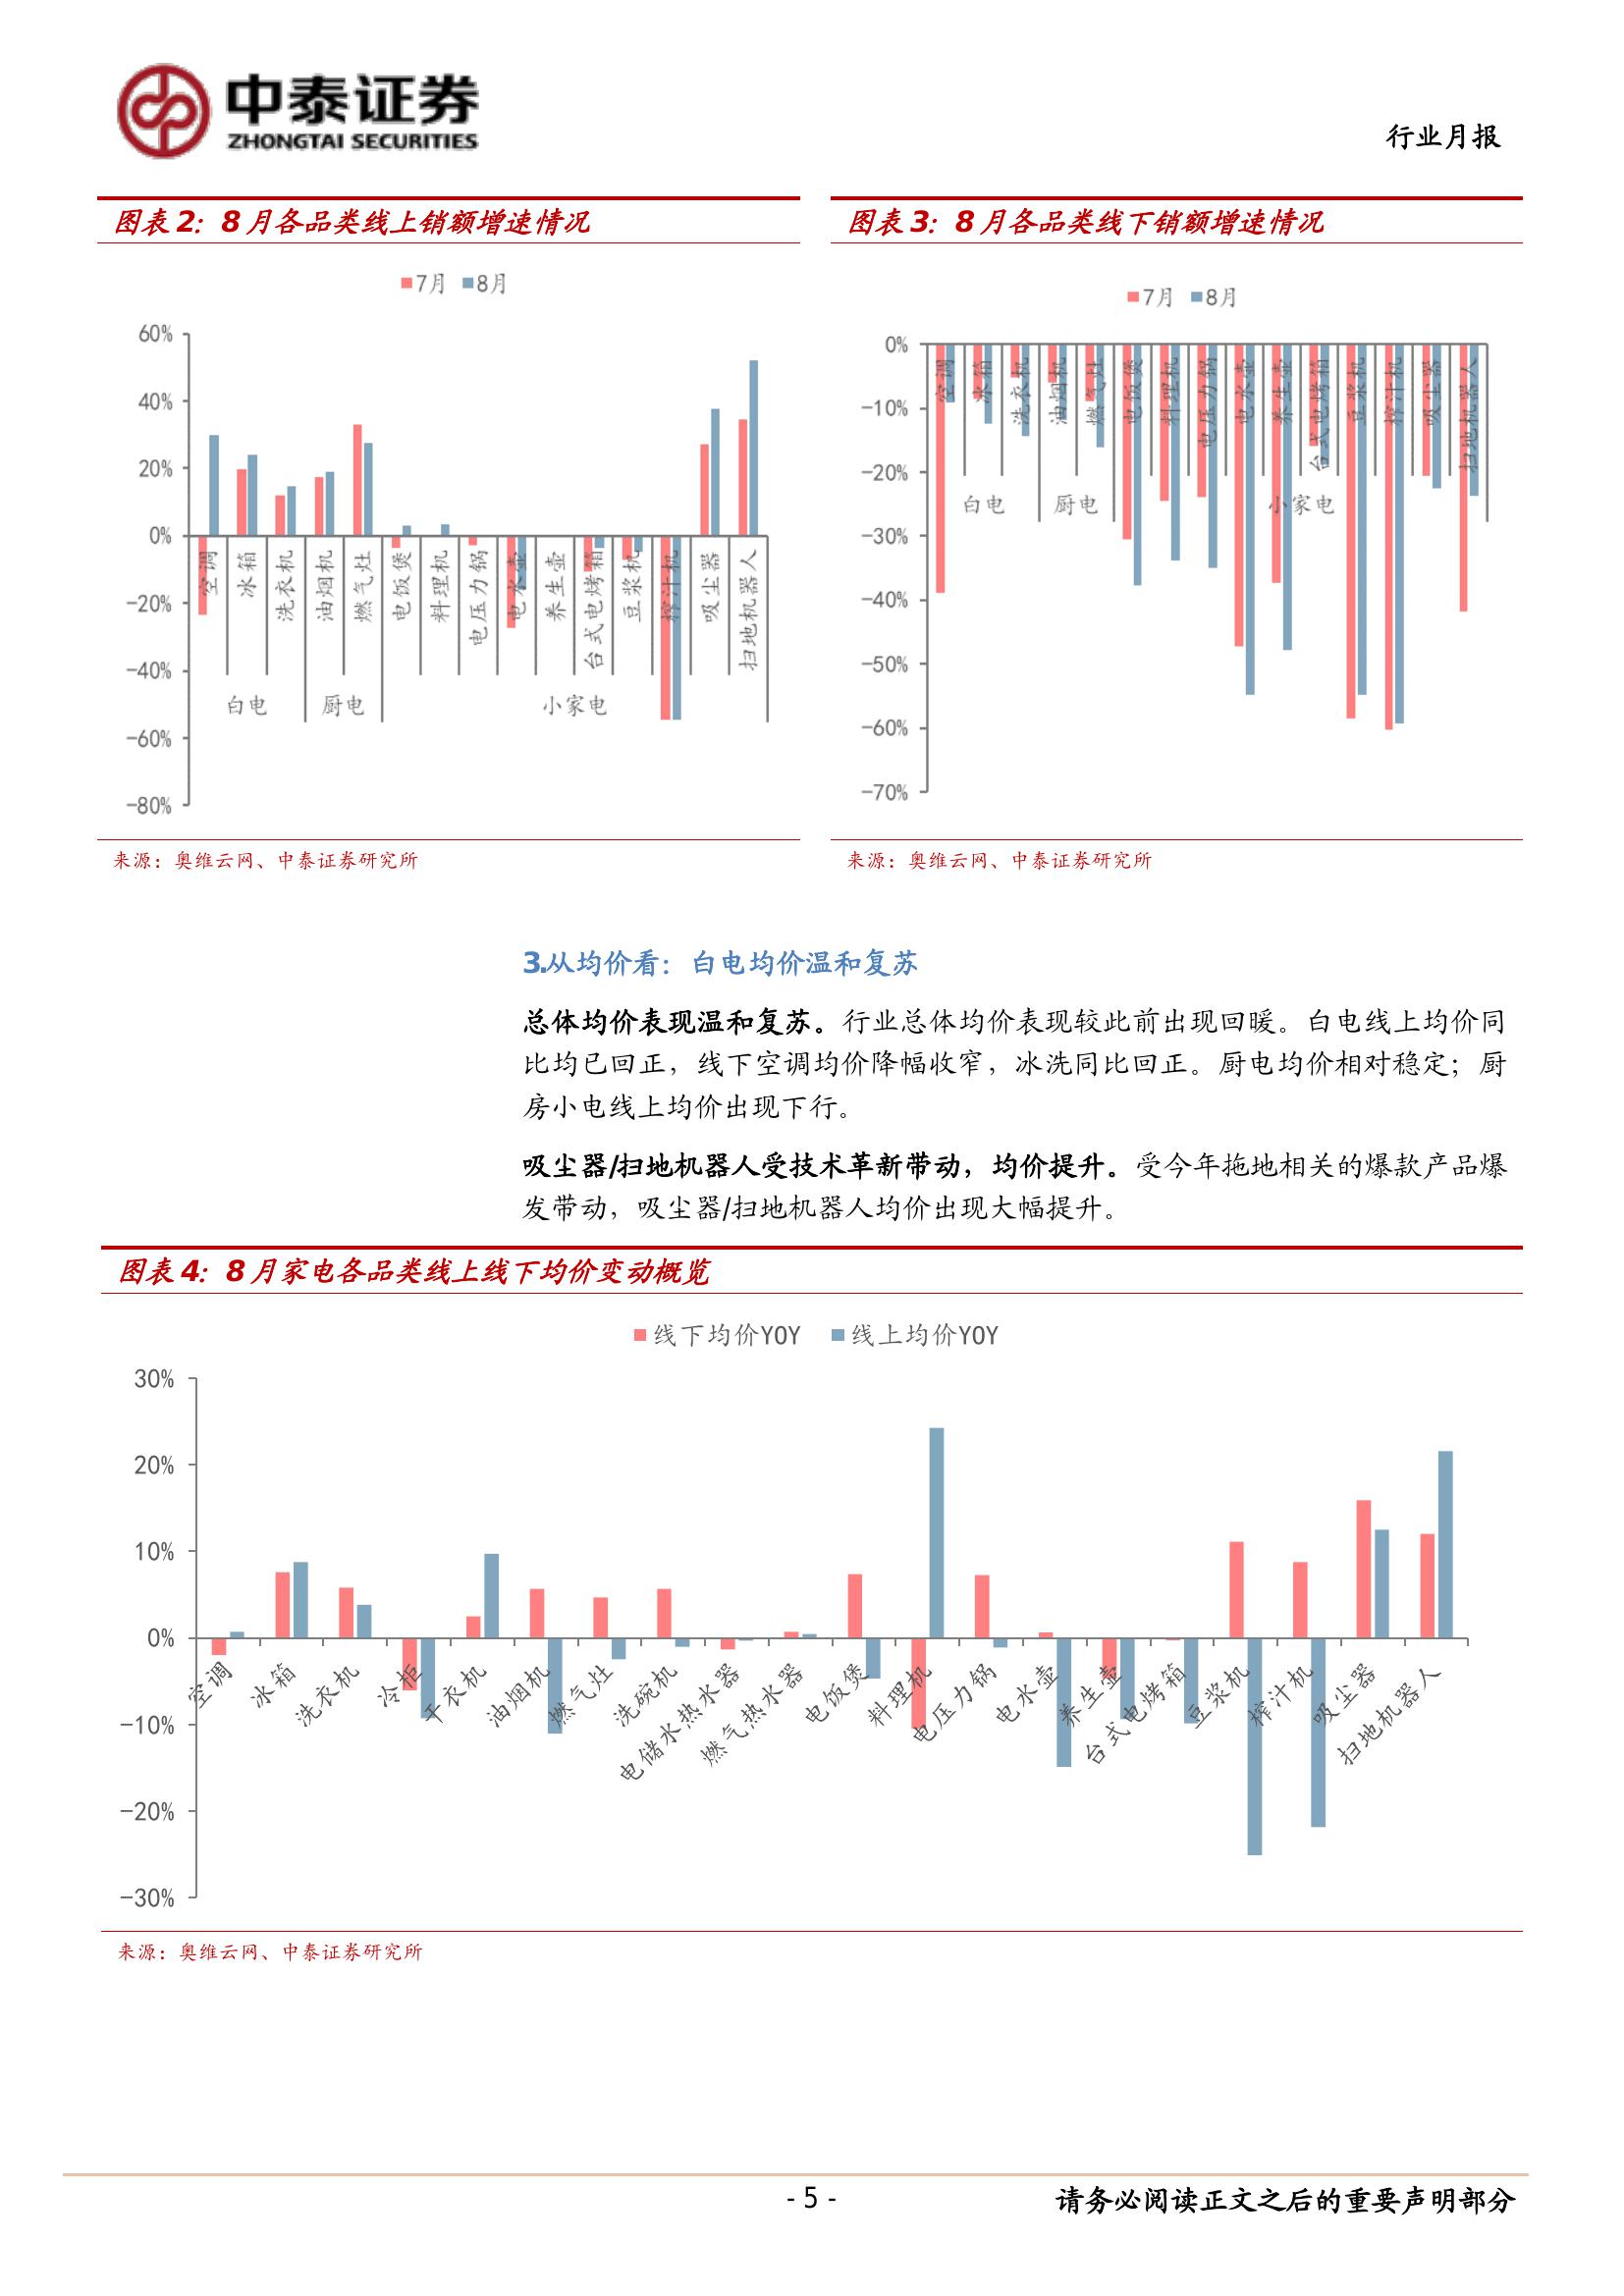 中泰证券
ZHONGTAI SECURITIES
行业月报
图表2：8月各品类线上销额增速情况
7月 8月
60%
40%
20%
0%
-20%
-40%
-60%
-80%
空调
冰箱
洗衣机
油烟机
燃气灶
电饭煲
料理机
电压力锅
电水壶
养生壶
台式电烤箱
豆浆机
榨汁机
吸尘器
扫地机器人
白电
厨电
小家电
来源：奥维云网、中泰证券研究所
图表3：8月各品类线下销额增速情况
7月 8月
0%
-10%
-20%
-30%
-40%
-50%
-60%
-70%
空调
冰箱
洗衣机
油烟机
燃气灶
电饭煲
料理机
电压力锅
电水壶
养生壶
台式电烤箱
豆浆机
榨汁机
吸尘器
扫地机器人
白电
厨电
小家电
来源：奥维云网、中泰证券研究所
3.从均价看：白电均价温和复苏
总体均价表现温和复苏。行业总体均价表现较此前出现回暖。白电线上均价同
比均已回正，线下空调均价降幅收窄，冰洗同比回正。厨电均价相对稳定；厨
房小电线上均价出现下行。
吸尘器/扫地机器人受技术革新带动，均价提升。受今年拖地相关的爆款产品爆
发带动，吸尘器/扫地机器人均价出现大幅提升。
图表4：8月家电各品类线上线下均价变动概览
线下均价YOY 线上均价YOY
30%
20%
10%
0%
-10%
-20%
-30%
空调
冰箱
洗衣机
冷柜
干衣机
油烟机
燃气灶
洗碗机
电储水热水器
燃气热水器
电饭煲
料理机
电压力锅
电水壶
养生壶
台式电烤箱
豆浆机
榨汁机
吸尘器
扫地机器人
来源：奥维云网、中泰证券研究所
- 5 -
请务必阅读正文之后的重要声明部分